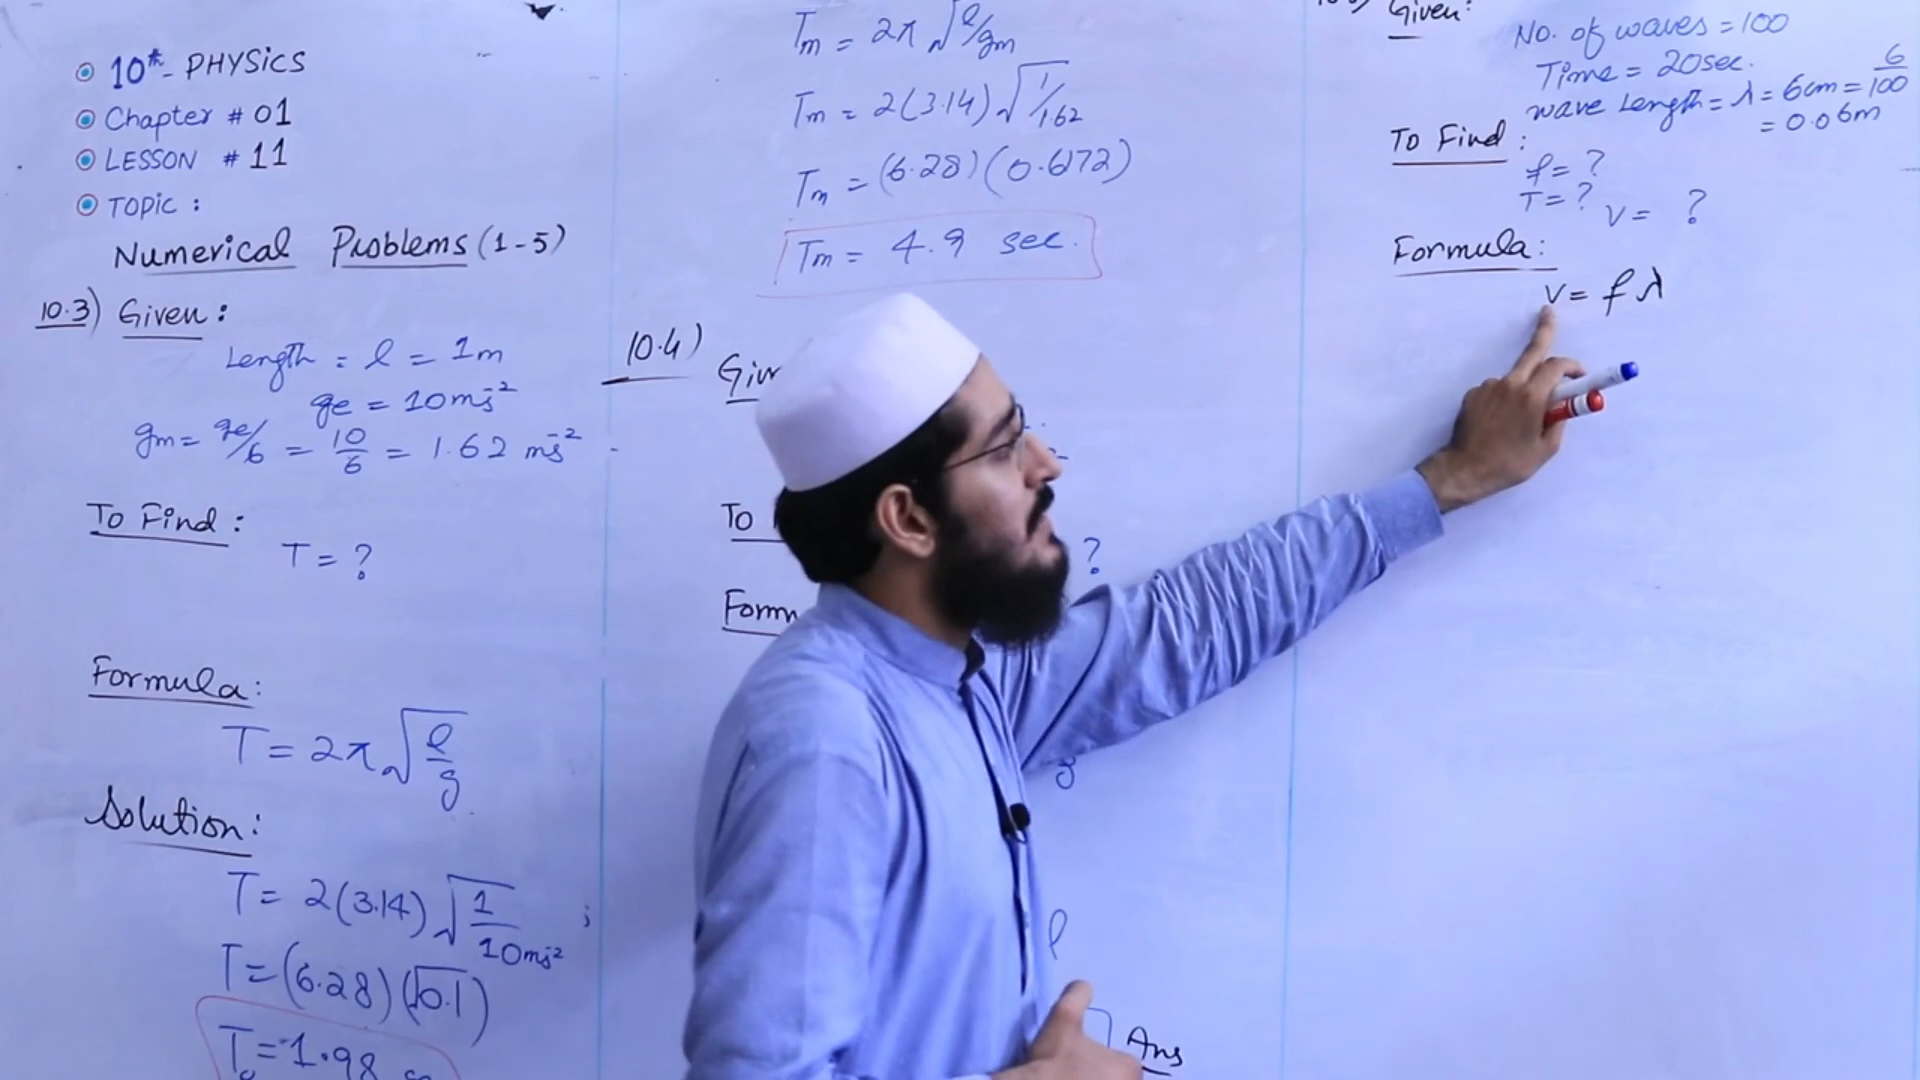 10th - PHYSICS
Chapter # 01
LESSON # 11
TOPIC :
Numerical Problems (1-5)
10.3) Given :
Length = l = 1m
ge = 10ms⁻²
gm = ge/6 = 10/6 = 1.62 ms⁻²
To Find :
T = ?
Formula :
T = 2π √(l/g)
Solution :
T = 2(3.14) √(1/10ms⁻²) ;
T = (6.28) (√0.1)
Te = 1.98
Tm = 2π √l/gm
Tm = 2(3.14) √1/1.62
Tm = (6.28) (0.6172)
Tm = 4.9 sec.
10.4)
To
?
l
Ans
Given :
No. of waves = 100
Time = 20sec.
wave Length = λ = 6cm = 6/100
= 0.06m
To Find :
f = ?
T = ? v = ?
Formula :
v = f λ